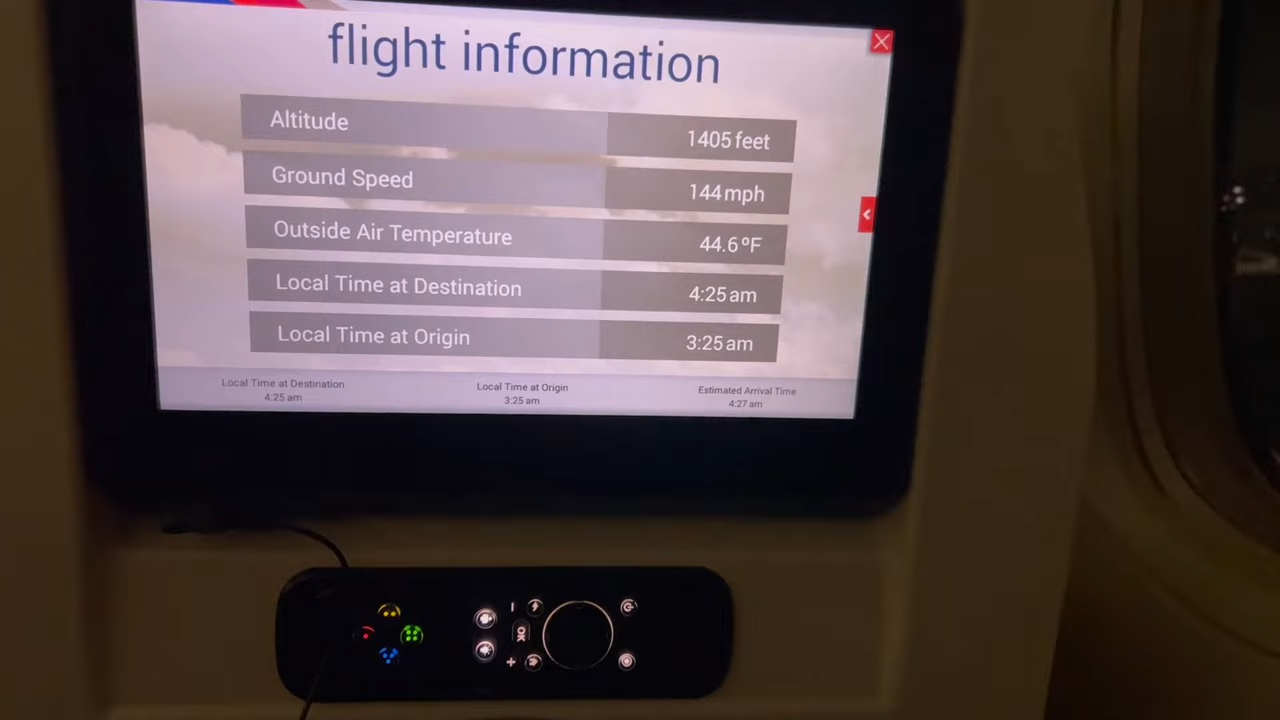 flight information
Altitude 1405 feet
Ground Speed 144 mph
Outside Air Temperature 44.6ºF
Local Time at Destination 4:25 am
Local Time at Origin 3:25 am
Local Time at Destination Local Time at Origin Estimated Arrival Time
4:25 am 3:25 am 4:27 am
OK